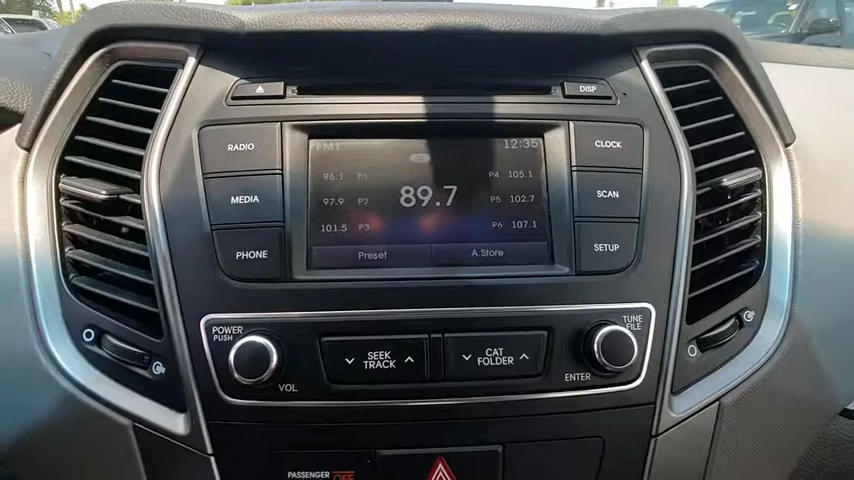 DISP
RADIO
MEDIA
PHONE
CLOCK
SCAN
SETUP
FM1
12:35
96.1 P1
97.9 P2
101.5 P3
89.7
P4 105.1
P5 102.7
P6 107.1
Preset
A.Store
POWER
PUSH
VOL
SEEK
TRACK
CAT
FOLDER
TUNE
FILE
ENTER
PASSENGER OFF